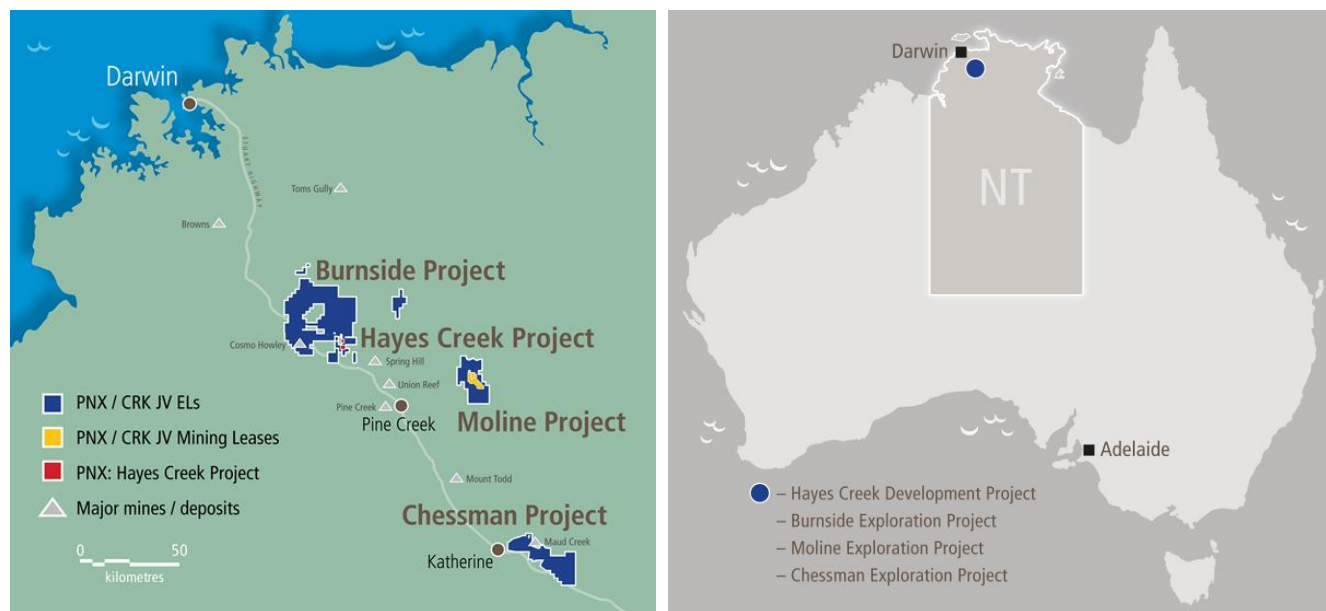 Darwin
STUART HIGHWAY
Toms Gully
Browns
Burnside Project
Hayes Creek Project
Cosmo Howley
Spring Hill
Union Reef
Pine Creek
Pine Creek
Moline Project
Mount Todd
Chessman Project
Maud Creek
Katherine
PNX / CRK JV ELs
PNX / CRK JV Mining Leases
PNX: Hayes Creek Project
Major mines / deposits
0 50
kilometres
Darwin
NT
Adelaide
– Hayes Creek Development Project
– Burnside Exploration Project
– Moline Exploration Project
– Chessman Exploration Project